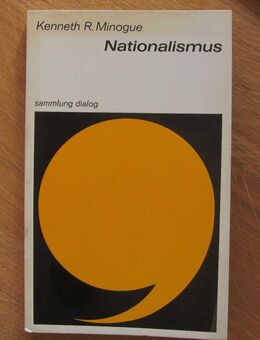 Kenneth R. Minogue
Nationalismus
sammlung dialog